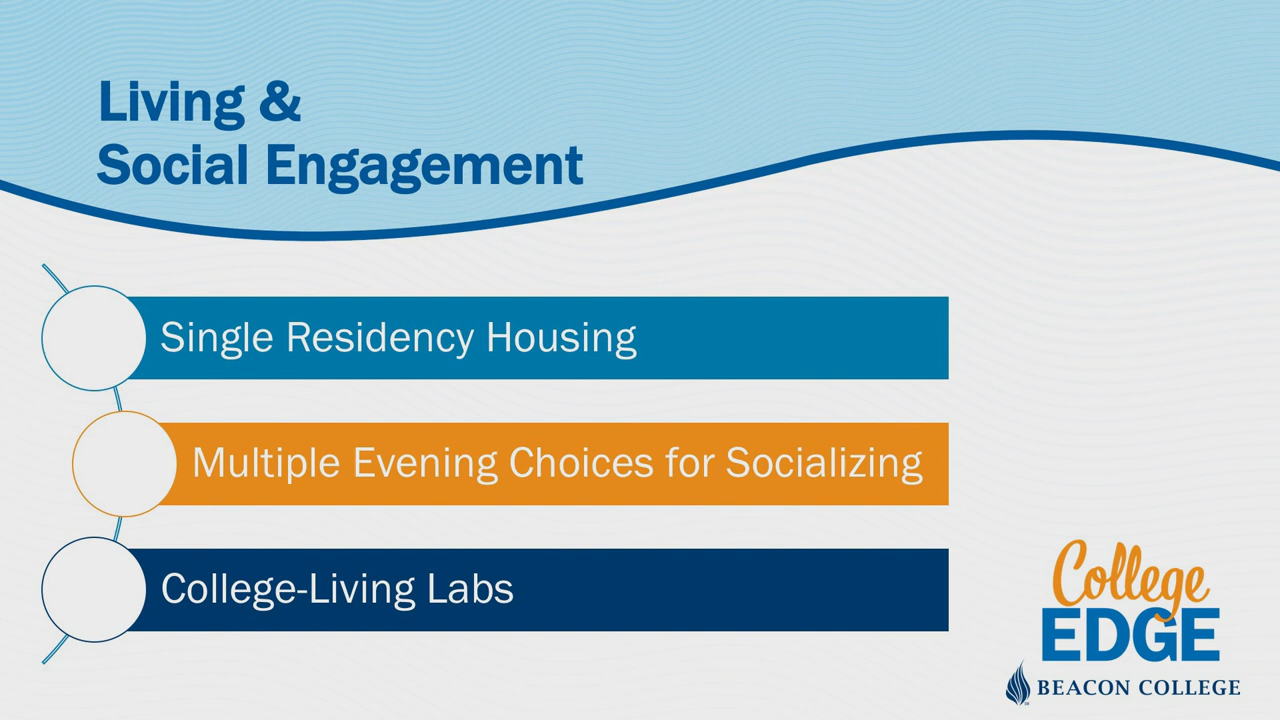 Living &
Social Engagement
Single Residency Housing
Multiple Evening Choices for Socializing
College-Living Labs
College
EDGE
BEACON COLLEGE